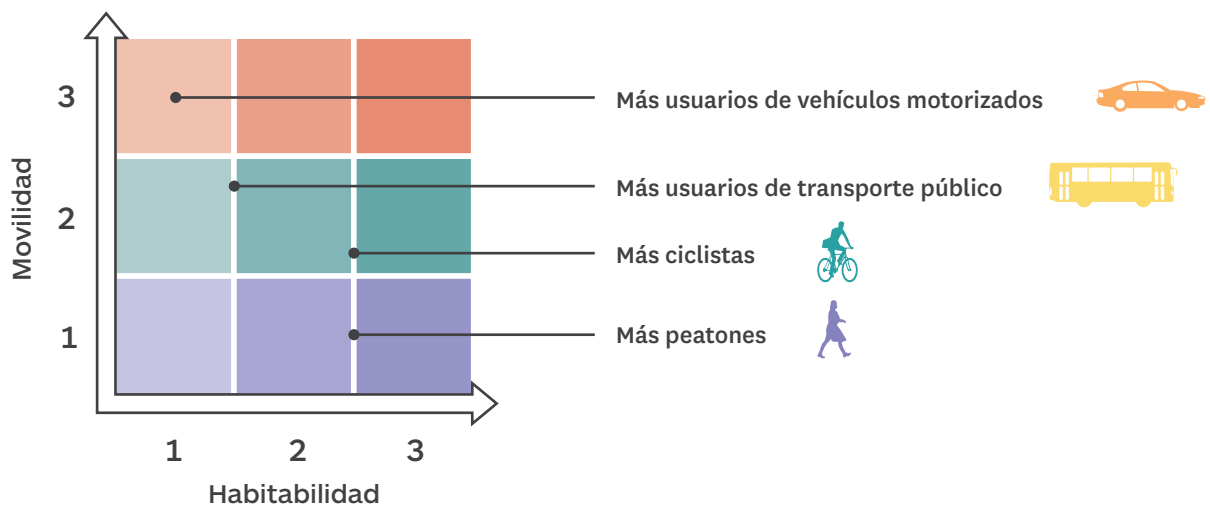 3
Más usuarios de vehículos motorizados
Más usuarios de transporte público
Movilidad
2
Más ciclistas
1
Más peatones
1 2 3
Habitabilidad